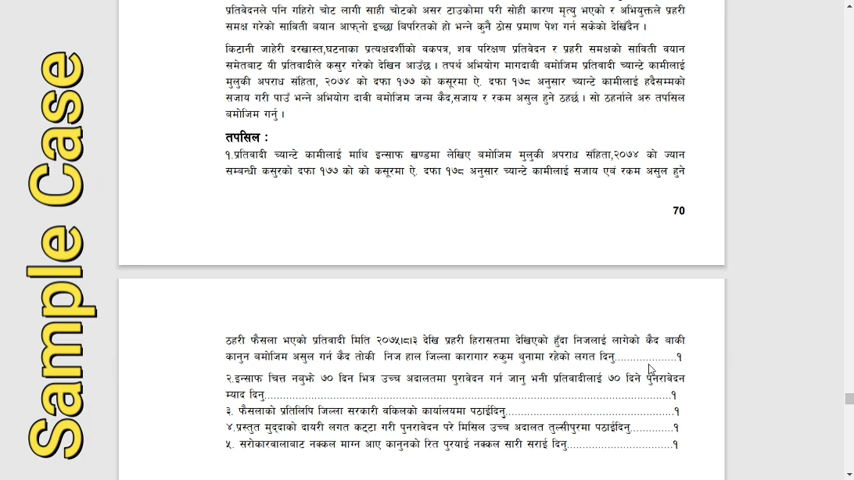 Sample Case
प्रतिवेदनले पनि गहिरो चोट लागी साही चोटको असर टाउकोमा परी सोही कारण मृत्यु भएको र अभियुक्तले प्रहरी
समक्ष गरेको साविती बयान आफ्नो इच्छा विपरितको हो भन्ने कुनै ठोस प्रमाण पेश गर्न सकेको देखिँदैन ।
किटानी जाहेरी दरखास्त,घटनाका प्रत्यक्षदर्शीको वकपत्र, शव परिक्षण प्रतिवेदन र प्रहरी समक्षको साविती बयान
समेतबाट यी प्रतिवादीले कसुर गरेको देखिन आउँछ । तपर्थ अभियोग मागदावी बमोजिम प्रतिवादी च्यान्टे कामीलाई
मुलुकी अपराध संहिता, २०७४ को दफा १७७ को कसूरमा ऐ. दफा १७८ अनुसार च्यान्टे कामीलाई हदैसम्मको
सजाय गरी पाउँ भन्ने अभियोग दावी बमोजिम जन्म कैद,सजाय र रकम असुल हुने ठहर्छ । सो ठहर्नाले अरु तपसिल
बमोजिम गर्नु ।
तपसिल :
१.प्रतिवादी च्यान्टे कामीलाई माथि इन्साफ खण्डमा लेखिए बमोजिम मुलुकी अपराध संहिता,२०७४ को ज्यान
सम्बन्धी कसुरको दफा १७७ को को कसूरमा ऐ. दफा १७८ अनुसार च्यान्टे कामीलाई सजाय एवं रकम असुल हुने
70
ठहरी फैसला भएको प्रतिवादी मिति २०७५।८।३ देखि प्रहरी हिरासतमा देखिएको हुँदा निजलाई लागेको कैद बाकी
कानुन बमोजिम असुल गर्न कैद तोकी निज हाल जिल्ला कारागार रुकुम थुनामा रहेको लगत दिनु...................१
२.इन्साफ चित्त नबुझे ७० दिन भित्र उच्च अदालतमा पुरावेदन गर्न जानु भनी प्रतिवादीलाई ७० दिने पुनरावेदन
म्याद दिनु..................................................................................................................१
३. फैसलाको प्रतिलिपि जिल्ला सरकारी वकिलको कार्यालयमा पठाईदिनु..................................................१
४.प्रस्तुत मुद्दाको दायरी लगत कट्टा गरी पुनरावेदन परे मिसिल उच्च अदालत तुल्सीपुरमा पठाईदिनु.............१
५. सरोकारवालाबाट नक्कल माग्न आए कानुनको रित पुरयाई नक्कल सारी सराई दिनु.................................१